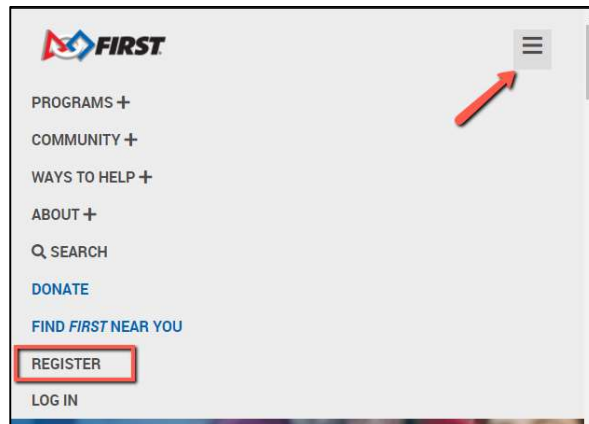 FIRST
PROGRAMS +
COMMUNITY +
WAYS TO HELP +
ABOUT +
SEARCH
DONATE
FIND FIRST NEAR YOU
REGISTER
LOG IN